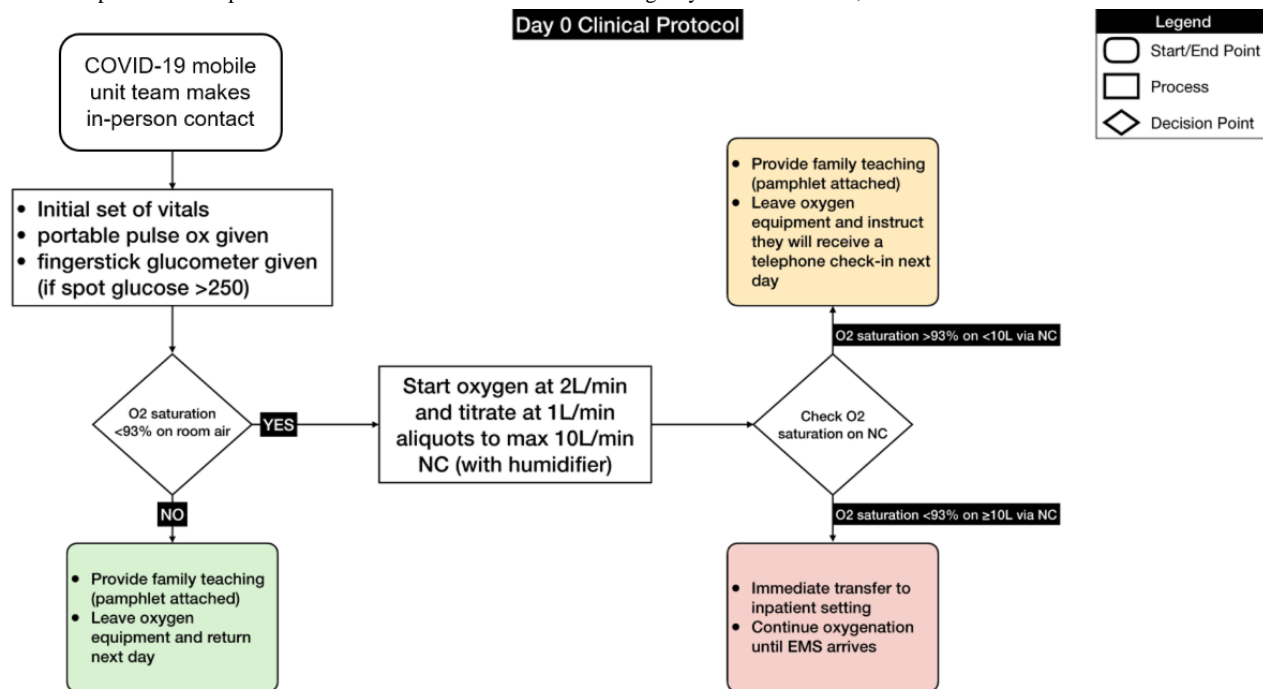 Day 0 Clinical Protocol
Legend
Start/End Point
Process
Decision Point
COVID-19 mobile
unit team makes
in-person contact
• Initial set of vitals
• portable pulse ox given
• fingerstick glucometer given
(if spot glucose >250)
O2 saturation
<93% on room air
YES
NO
• Provide family teaching
(pamphlet attached)
• Leave oxygen
equipment and return
next day
Start oxygen at 2L/min
and titrate at 1L/min
aliquots to max 10L/min
NC (with humidifier)
Check O2
saturation on NC
O2 saturation >93% on <10L via NC
• Provide family teaching
(pamphlet attached)
• Leave oxygen
equipment and instruct
they will receive a
telephone check-in next
day
O2 saturation <93% on ≥10L via NC
• Immediate transfer to
inpatient setting
• Continue oxygenation
until EMS arrives